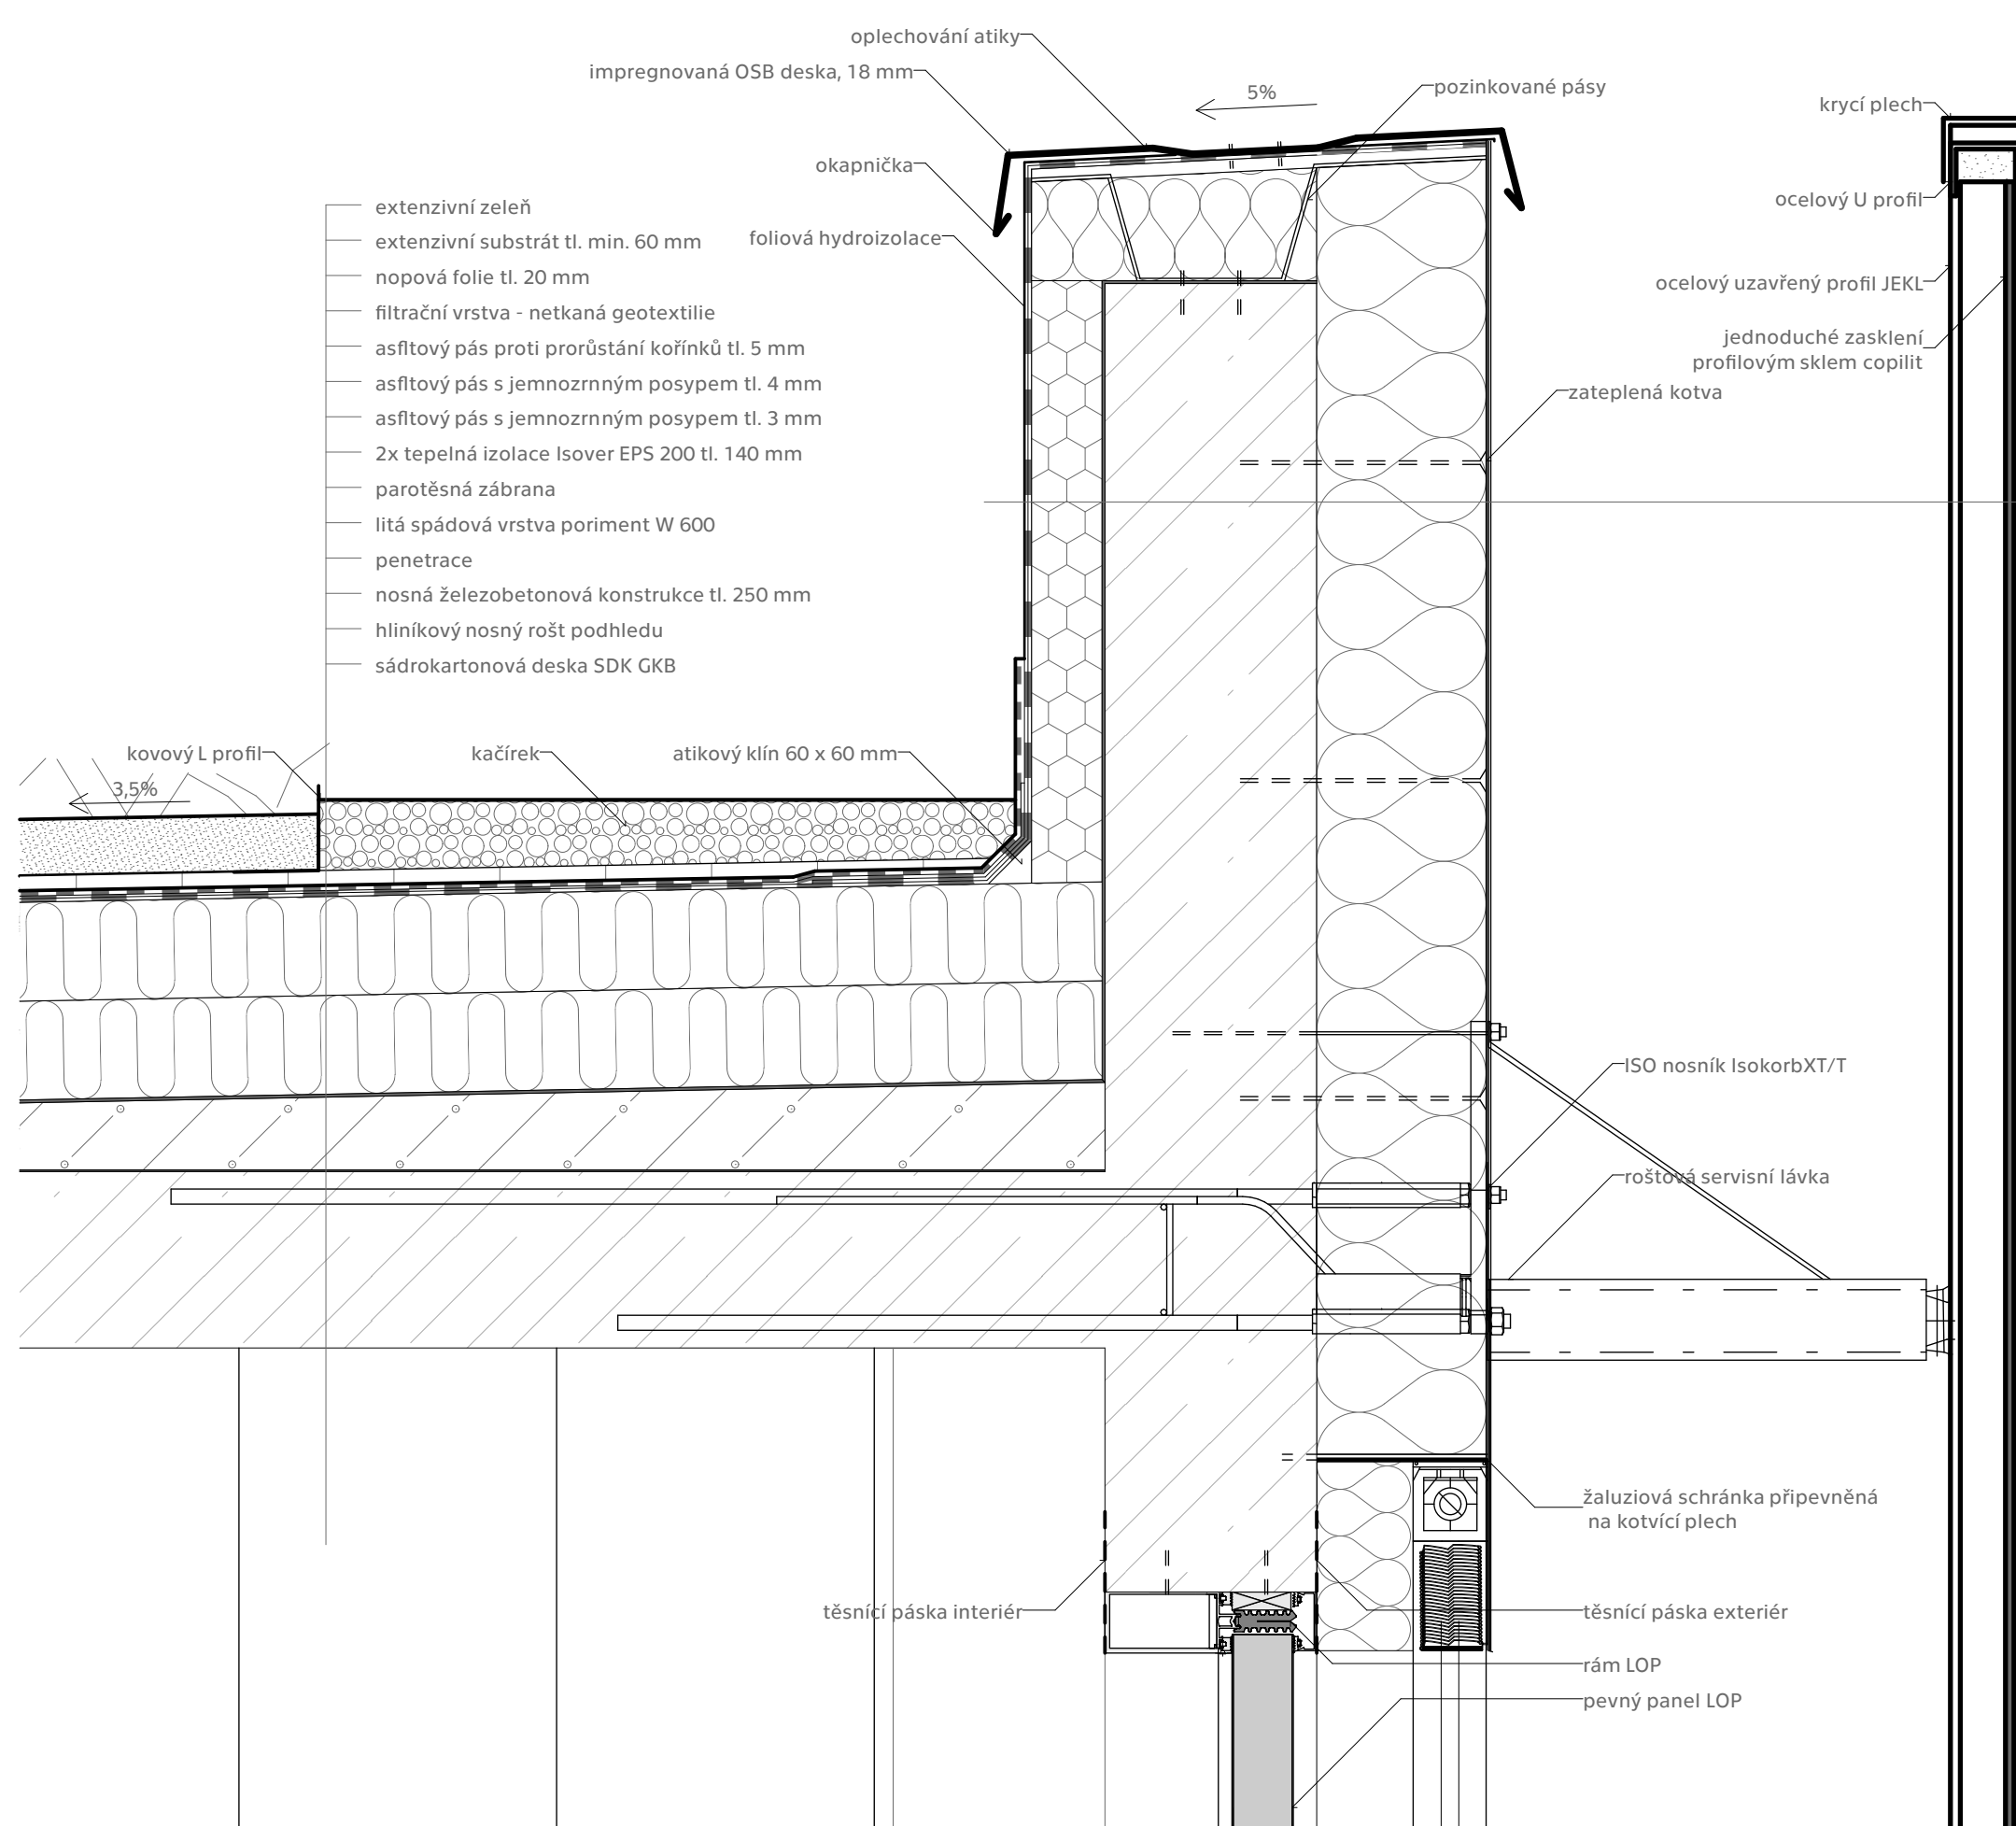 oplechování atiky
impregnovaná OSB deska, 18 mm
5%
pozinkované pásy
krycí plech
okapnička
ocelový U profil
extenzivní zeleň
extenzivní substrát tl. min. 60 mm
foliová hydroizolace
nopová folie tl. 20 mm
ocelový uzavřený profil JEKL
filtrační vrstva - netkaná geotextilie
jednoduché zasklení
profilovým sklem copilit
asfltový pás proti prorůstání kořínků tl. 5 mm
asfltový pás s jemnozrnným posypem tl. 4 mm
zateplená kotva
asfltový pás s jemnozrnným posypem tl. 3 mm
2x tepelná izolace Isover EPS 200 tl. 140 mm
parotěsná zábrana
litá spádová vrstva poriment W 600
penetrace
nosná železobetonová konstrukce tl. 250 mm
hliníkový nosný rošt podhledu
sádrokartonová deska SDK GKB
kovový L profil
kačírek
atikový klín 60 x 60 mm
3,5%
ISO nosník IsokorbXT/T
roštová servisní lávka
žaluziová schránka připevněná
na kotvící plech
těsnící páska interiér
těsnící páska exteriér
rám LOP
pevný panel LOP